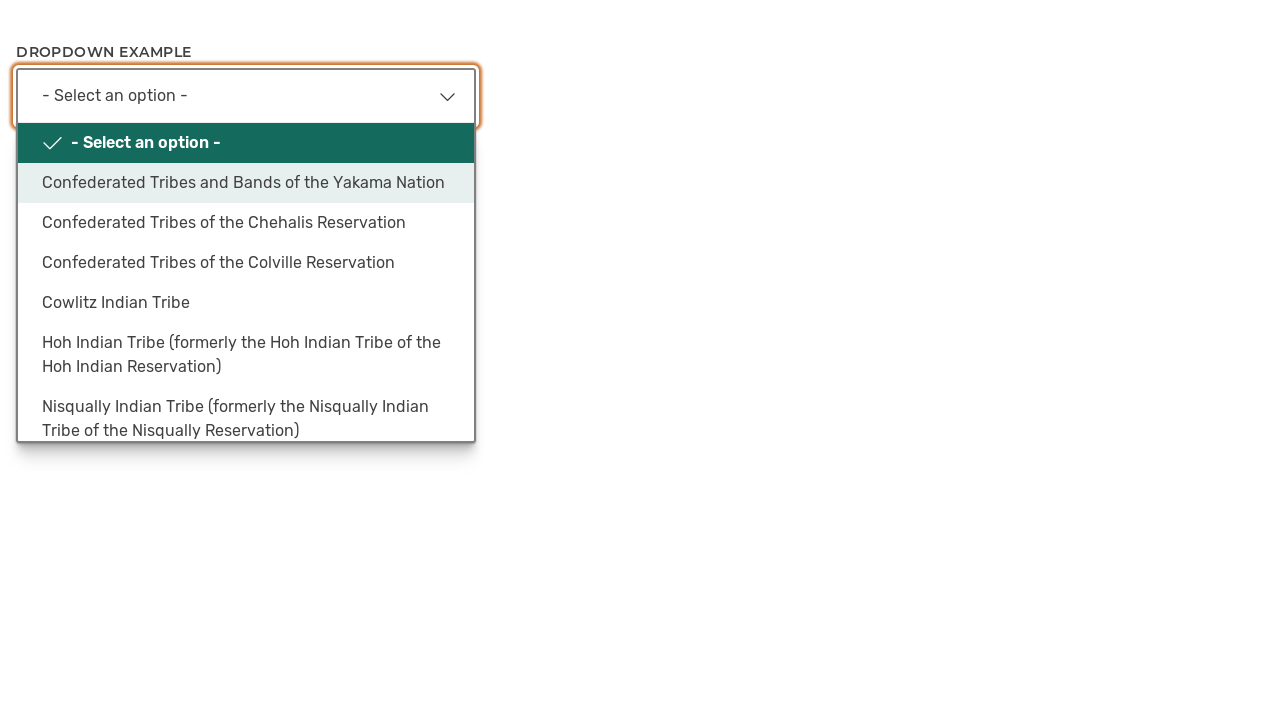 DROPDOWN EXAMPLE
- Select an option -
- Select an option -
Confederated Tribes and Bands of the Yakama Nation
Confederated Tribes of the Chehalis Reservation
Confederated Tribes of the Colville Reservation
Cowlitz Indian Tribe
Hoh Indian Tribe (formerly the Hoh Indian Tribe of the
Hoh Indian Reservation)
Nisqually Indian Tribe (formerly the Nisqually Indian
Tribe of the Nisqually Reservation)